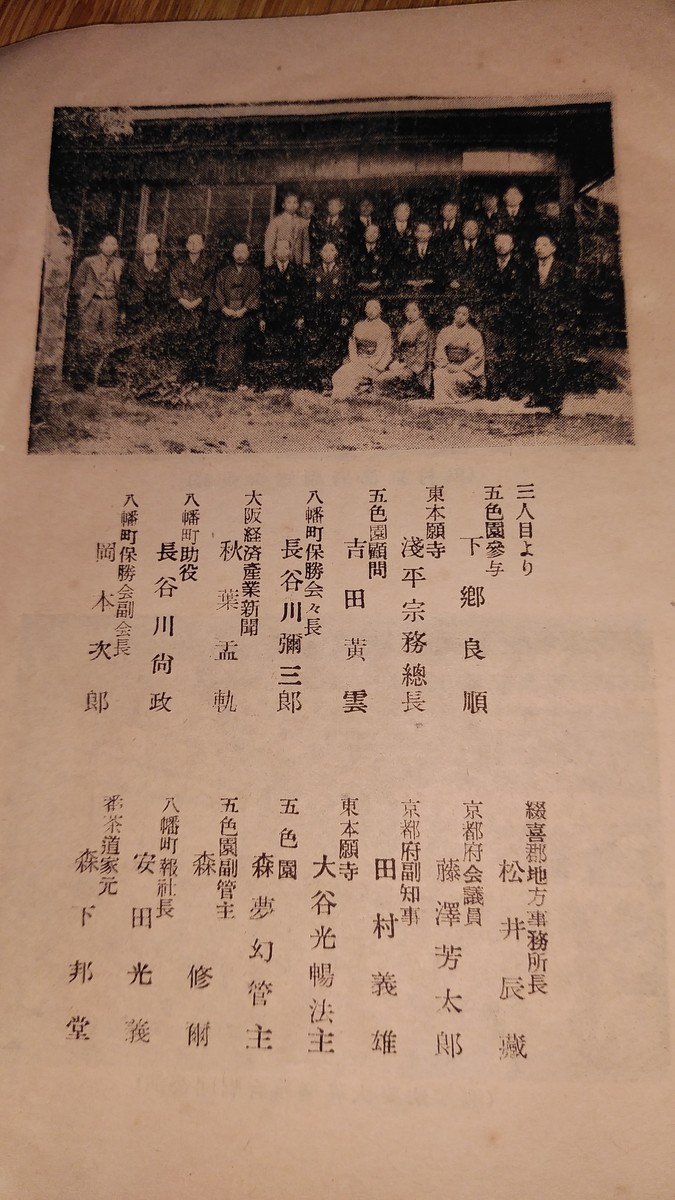 三人目より
五色園参与
下郷良順
東本願寺
淺平宗務總長
五色園顧問
吉田黃雲
八幡町保勝会々長
長谷川彌三郎
大阪経済産業新聞
秋葉孟軌
八幡町助役
長谷川尙政
八幡町保勝会副会長
岡本次郎
綴喜郡地方事務所長
松井辰藏
京都府会議員
藤澤芳太郎
京都府副知事
田村義雄
東本願寺
大谷光暢法主
五色園
森夢幻管主
五色園副管主
森修爾
八幡町報社長
安田光義
番茶道家元
森下邦堂